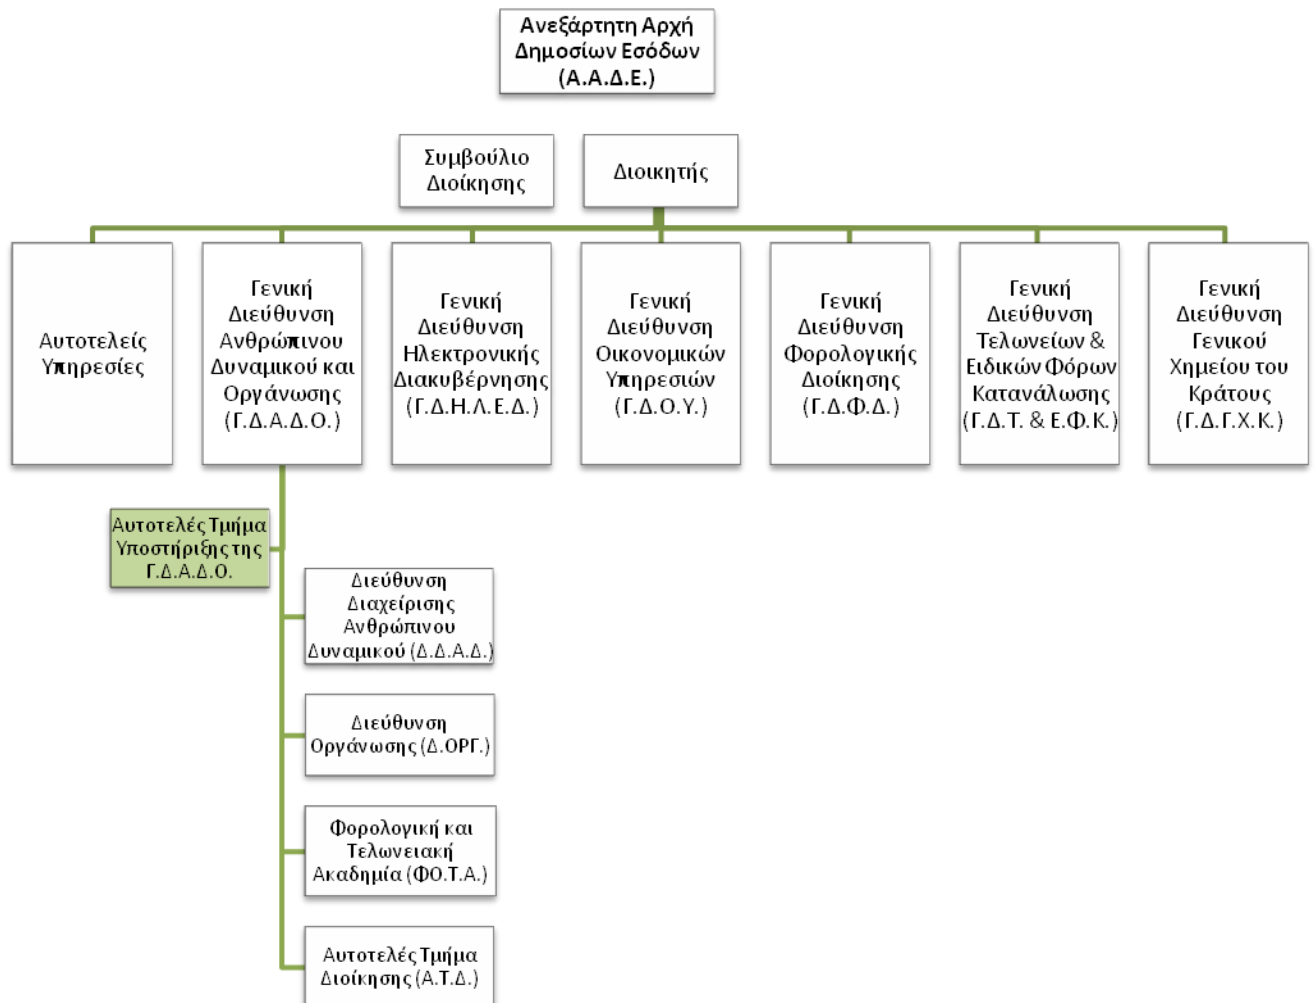 Ανεξάρτητη Αρχή
Δημοσίων Εσόδων
(Α.Α.Δ.Ε.)
Συμβούλιο
Διοίκησης
Διοικητής
Αυτοτελείς
Υπηρεσίες
Γενική
Διεύθυνση
Ανθρώπινου
Δυναμικού και
Οργάνωσης
(Γ.Δ.Α.Δ.Ο.)
Γενική
Διεύθυνση
Ηλεκτρονικής
Διακυβέρνησης
(Γ.Δ.Η.Λ.Ε.Δ.)
Γενική
Διεύθυνση
Οικονομικών
Υπηρεσιών
(Γ.Δ.Ο.Υ.)
Γενική
Διεύθυνση
Φορολογικής
Διοίκησης
(Γ.Δ.Φ.Δ.)
Γενική
Διεύθυνση
Τελωνείων &
Ειδικών Φόρων
Κατανάλωσης
(Γ.Δ.Τ. & Ε.Φ.Κ.)
Γενική
Διεύθυνση
Γενικού
Χημείου του
Κράτους
(Γ.Δ.Γ.Χ.Κ.)
Αυτοτελές Τμήμα
Υποστήριξης της
Γ.Δ.Α.Δ.Ο.
Διεύθυνση
Διαχείρισης
Ανθρώπινου
Δυναμικού (Δ.Δ.Α.Δ.)
Διεύθυνση
Οργάνωσης (Δ.ΟΡΓ.)
Φορολογική και
Τελωνειακή
Ακαδημία (ΦΟ.Τ.Α.)
Αυτοτελές Τμήμα
Διοίκησης (Α.Τ.Δ.)